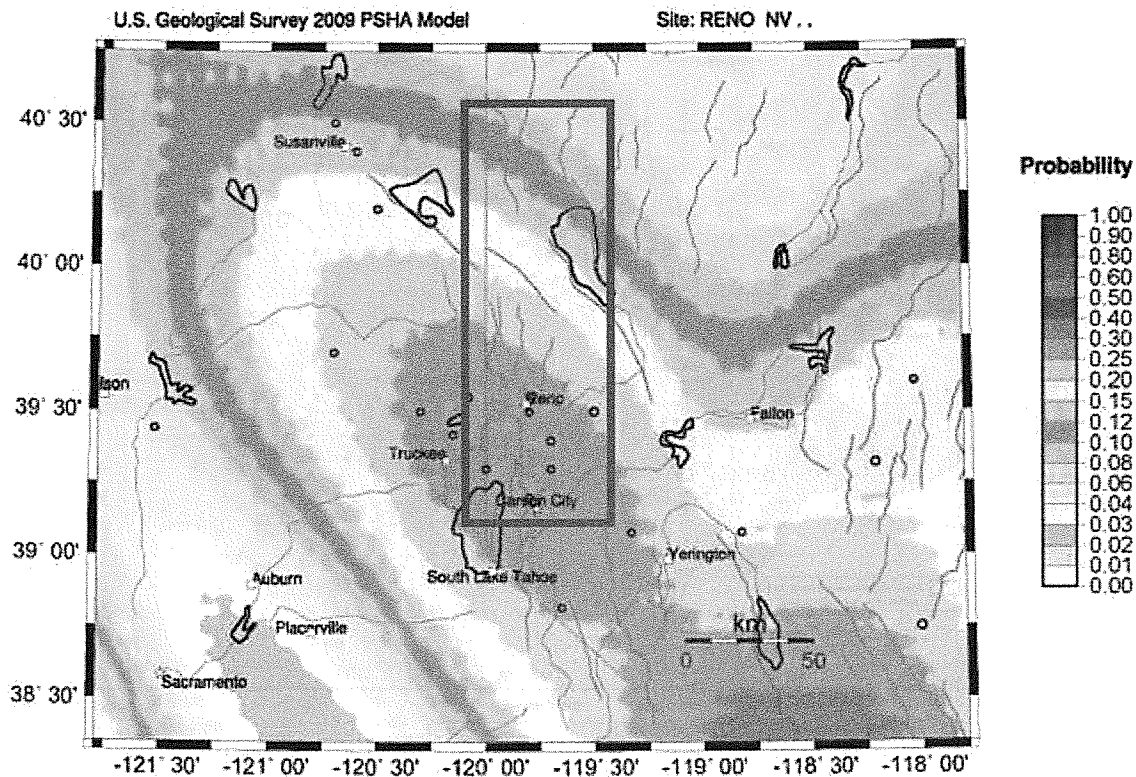 U.S. Geological Survey 2009 PSHA Model Site: RENO NV . .
40° 30'
40° 00'
39° 30'
39° 00'
38° 30'
Susanville
Reno
Truckee
Carson City
Fallon
Yerington
South Lake Tahoe
Auburn
Placerville
Sacramento
km
0 50
-121° 30' -121° 00' -120° 30' -120° 00' -119° 30' -119° 00' -118° 30' -118° 00'
Probability
1.00
0.90
0.80
0.60
0.50
0.40
0.30
0.25
0.20
0.15
0.12
0.10
0.08
0.06
0.04
0.03
0.02
0.01
0.00